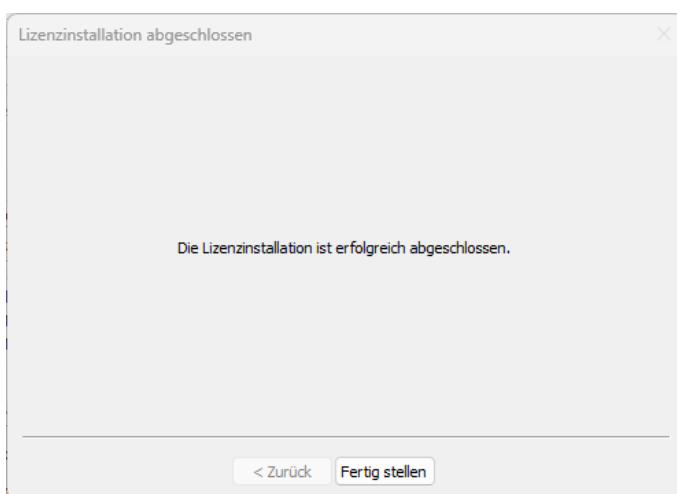 Lizenzinstallation abgeschlossen
Die Lizenzinstallation ist erfolgreich abgeschlossen.
< Zurück Fertig stellen